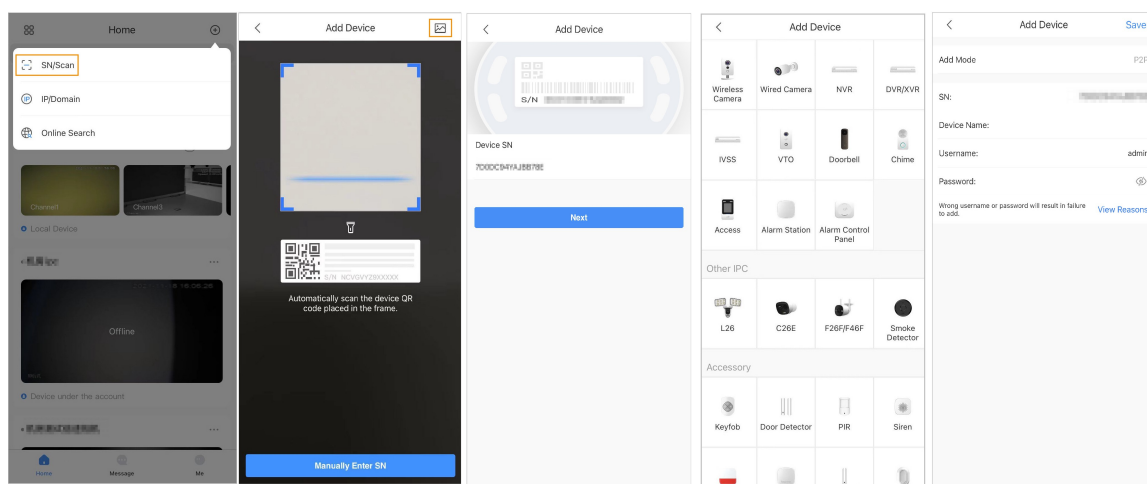 Home
SN/Scan
IP
IP/Domain
Online Search
Channel1
Channel3
Local Device
Offline
Device under the account
Home
Message
Me
Add Device
S/N NCVGVYZ9XXXXX
Automatically scan the device QR
code placed in the frame.
Manually Enter SN
Add Device
S/N
Device SN
Next
Add Device
Wireless
Camera
Wired Camera
NVR
DVR/XVR
IVSS
VTO
Doorbell
Chime
Access
Alarm Station
Alarm Control
Panel
Other IPC
L26
C26E
F26F/F46F
Smoke
Detector
Accessory
Keyfob
Door Detector
PIR
Siren
Add Device
Save
Add Mode
P2P
SN:
Device Name:
Username:
admin
Password:
Wrong username or password will result in failure
to add.
View Reasons